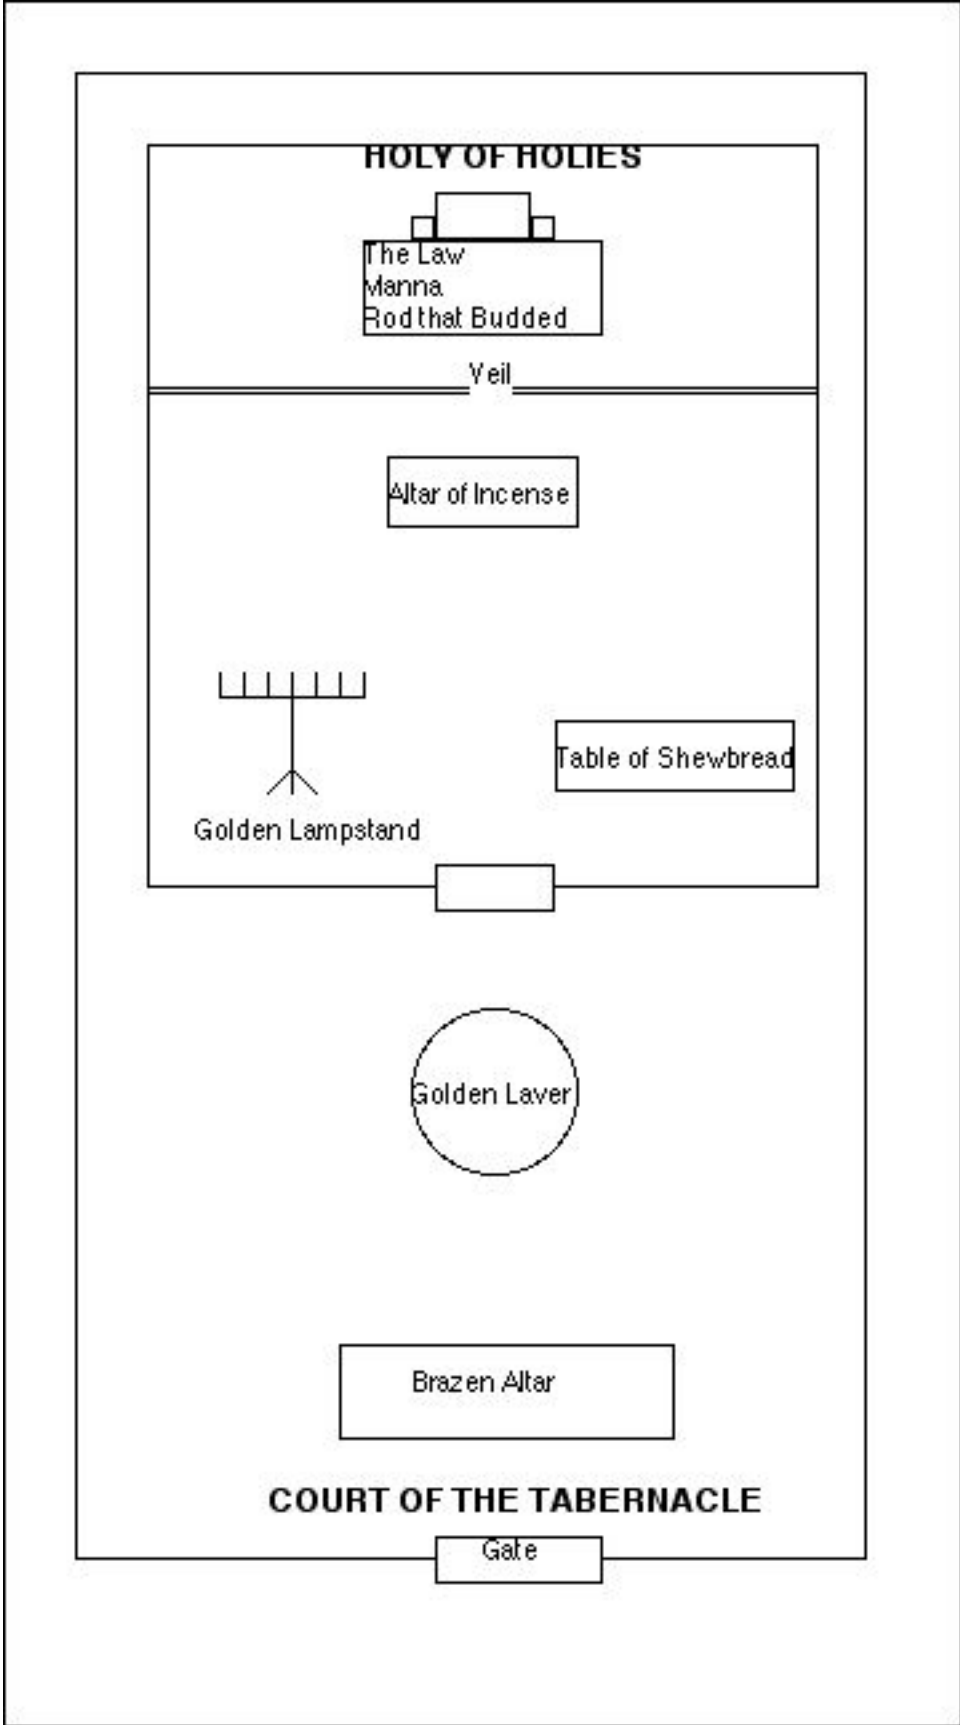 HOLY OF HOLIES
The Law
Manna
Rod that Budded
Veil
Altar of Incense
Table of Shewbread
Golden Lampstand
Golden Laver
Brazen Altar
COURT OF THE TABERNACLE
Gate